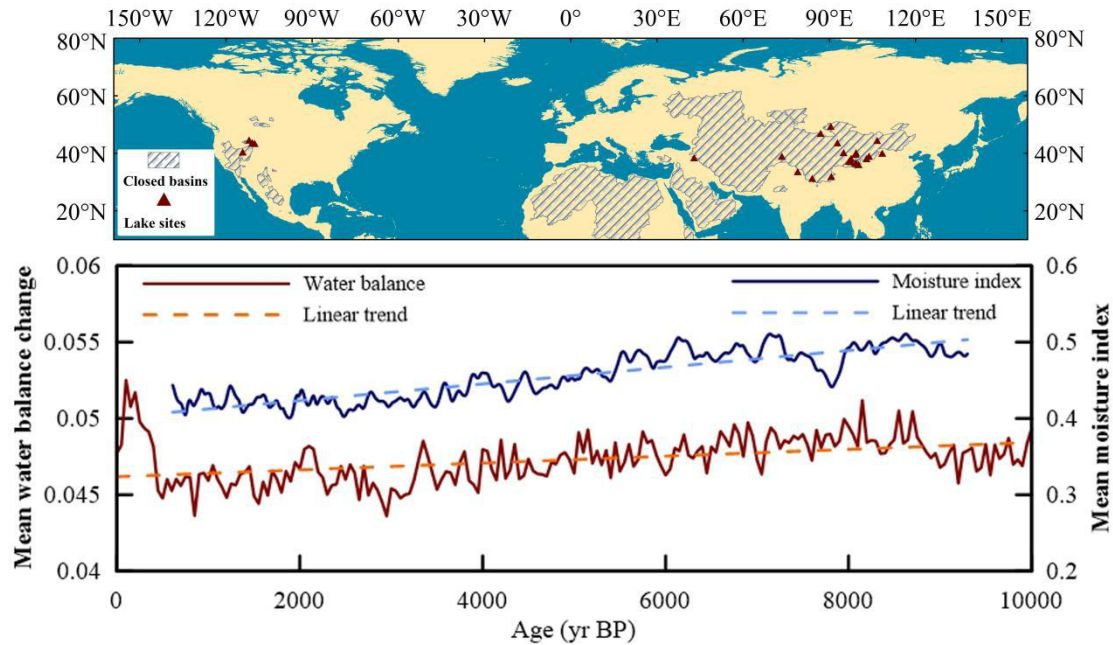 150°W 120°W 90°W 60°W 30°W 0° 30°E 60°E 90°E 120°E 150°E
80°N 80°N
60°N 60°N
40°N 40°N
20°N 20°N
Closed basins
Lake sites
0.06 0.6
Water balance Moisture index
Linear trend Linear trend
0.055 0.5
0.05 0.4
0.045 0.3
0.04 0.2
Mean water balance change
Mean moisture index
0 2000 4000 6000 8000 10000
Age (yr BP)